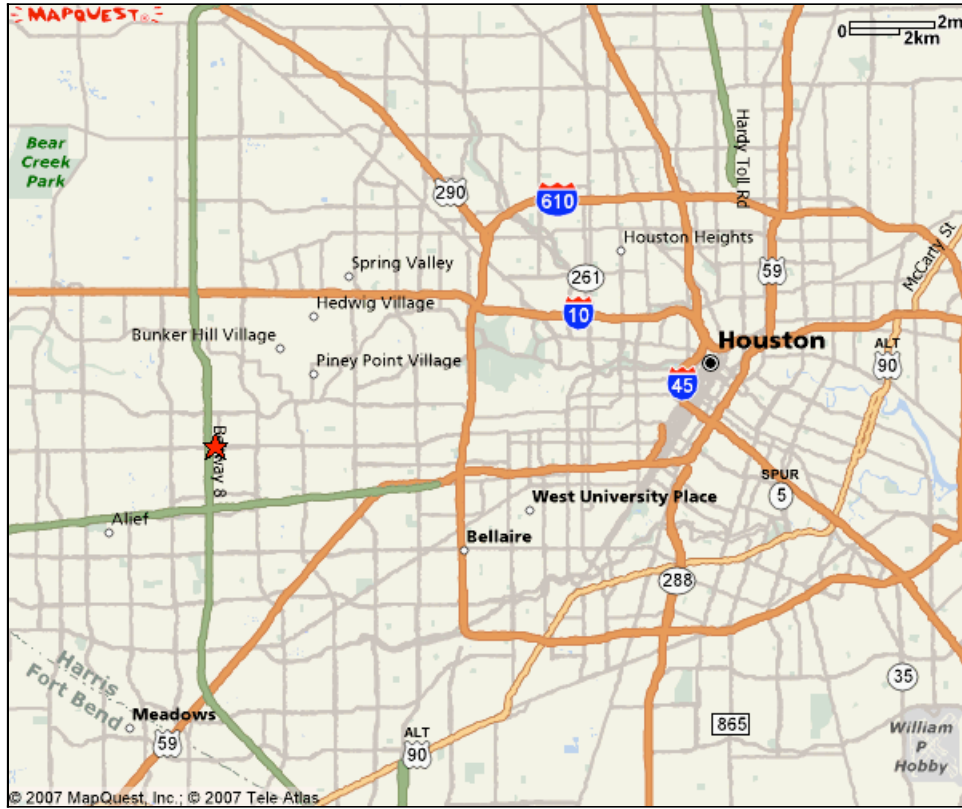 MAPQUEST
0 2m
2km
Bear
Creek
Park
290
610
Hardy Toll Rd
Houston Heights
McCarty St
59
Spring Valley
261
Hedwig Village
10
Bunker Hill Village
Houston
ALT
90
Piney Point Village
45
SPUR
5
West University Place
Alief
Bellaire
288
Harris
Fort Bend
35
Meadows
59
865
ALT
90
William
P
Hobby
© 2007 MapQuest, Inc.; © 2007 Tele Atlas